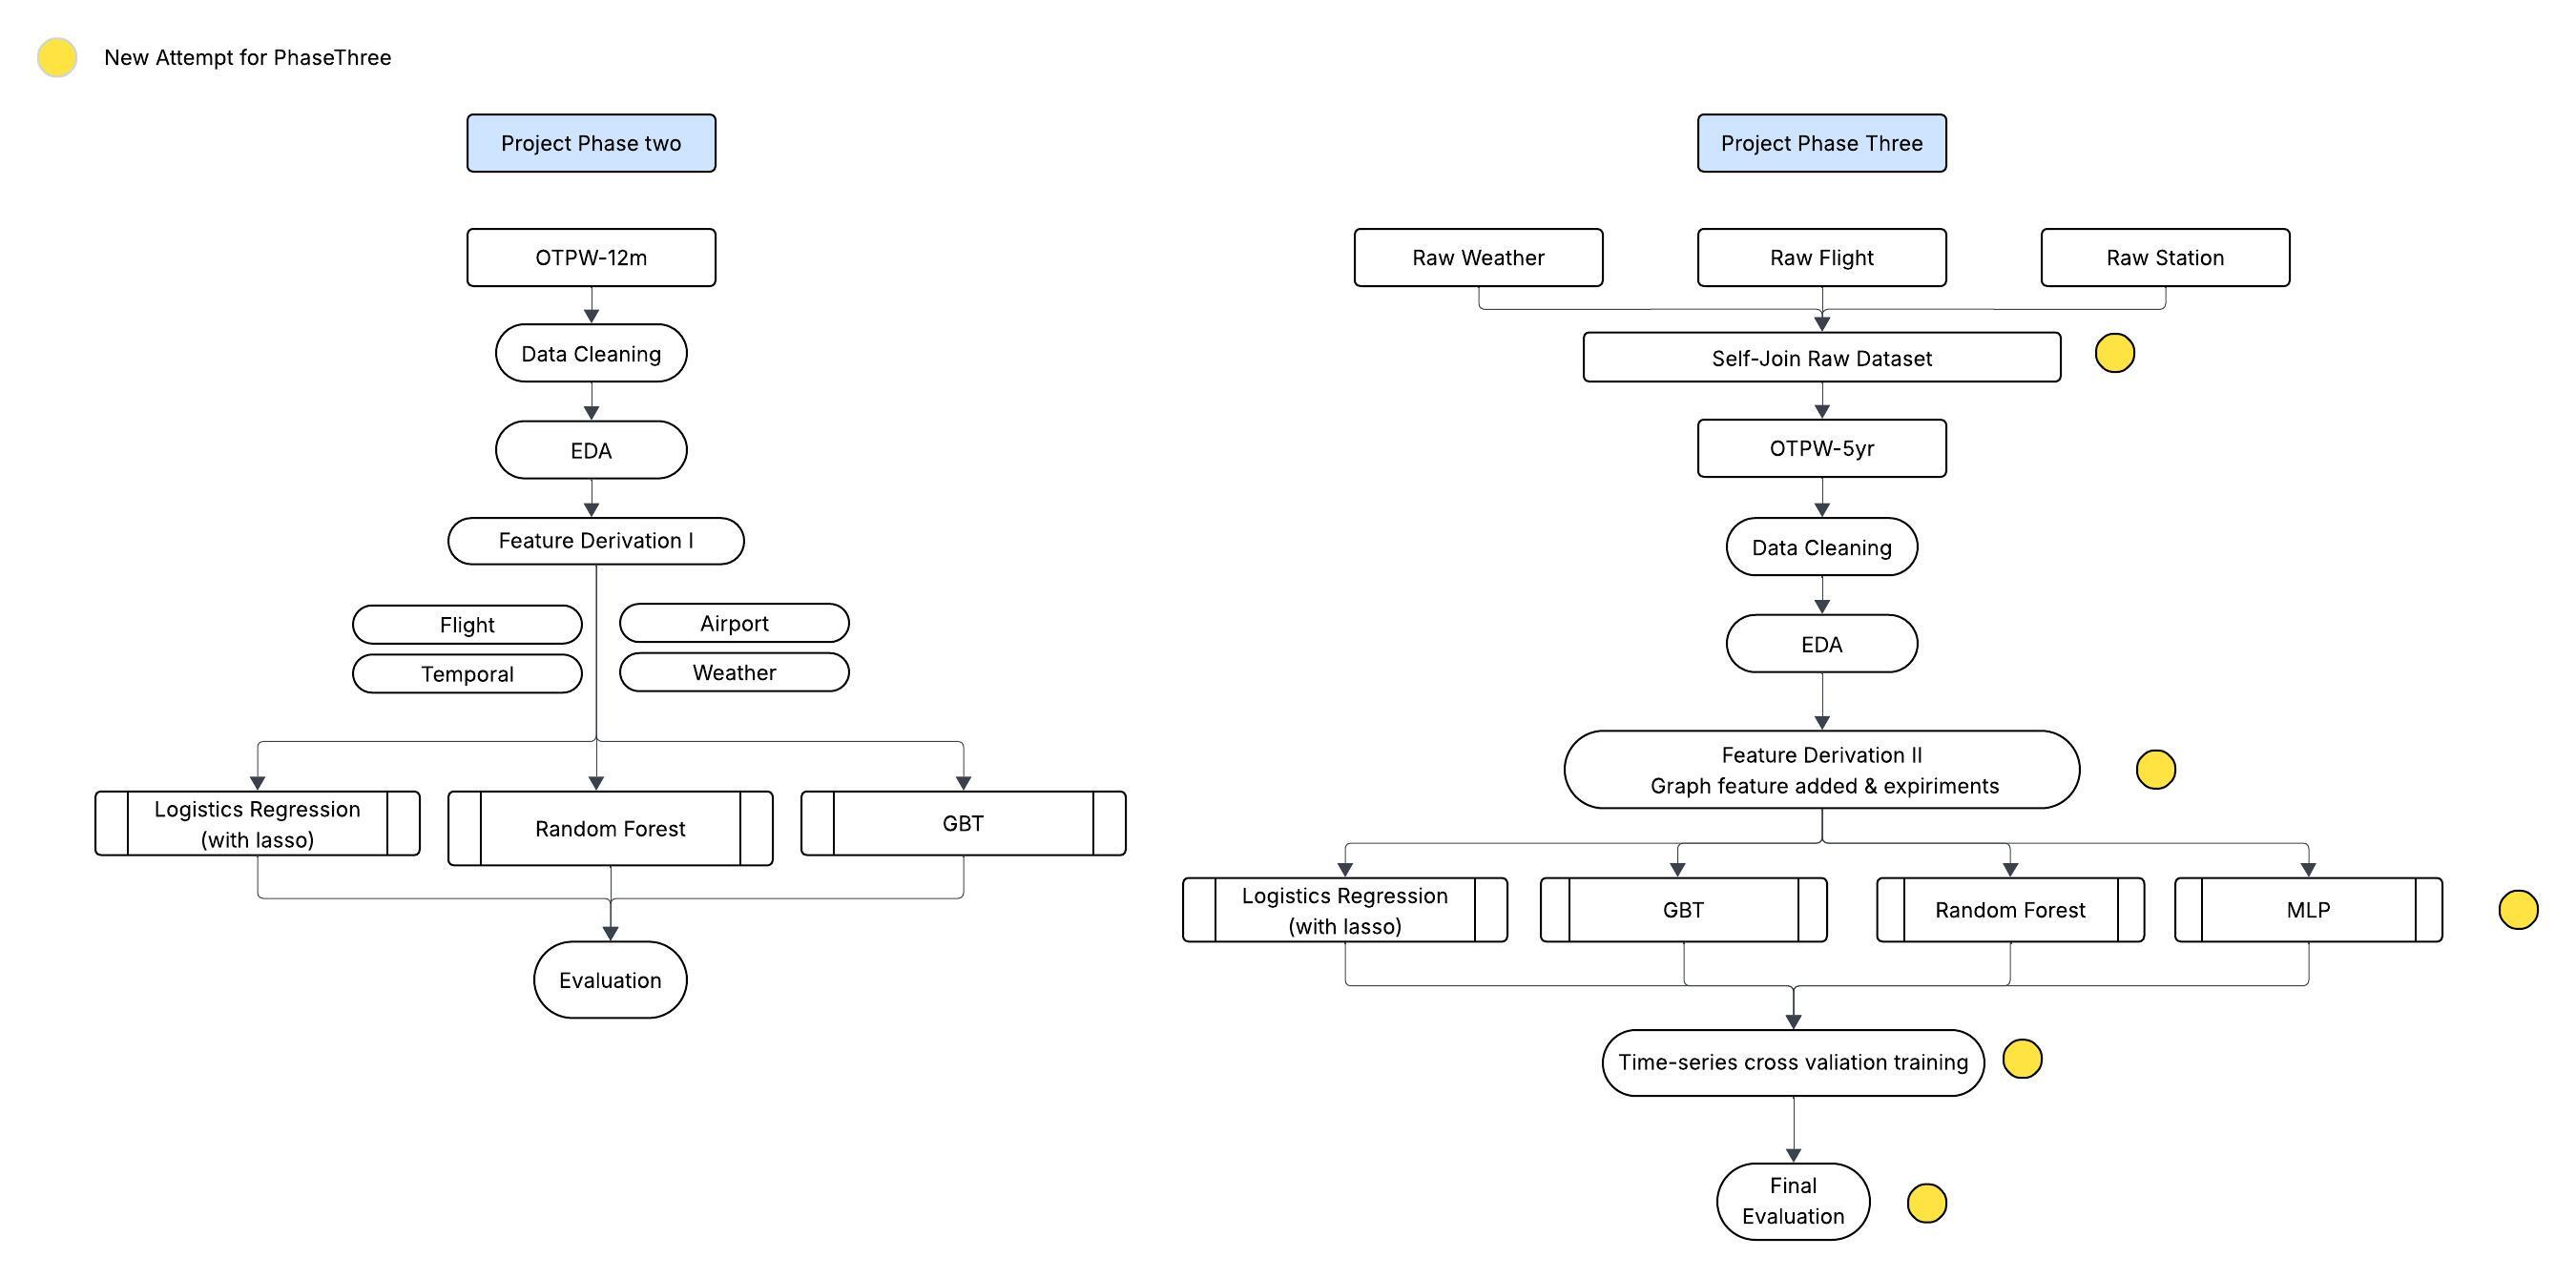 New Attempt for PhaseThree
Project Phase two
OTPW-12m
Data Cleaning
EDA
Feature Derivation I
Flight
Airport
Temporal
Weather
Logistics Regression
(with lasso)
Random Forest
GBT
Evaluation
Project Phase Three
Raw Weather
Raw Flight
Raw Station
Self-Join Raw Dataset
OTPW-5yr
Data Cleaning
EDA
Feature Derivation II
Graph feature added & expiriments
Logistics Regression
(with lasso)
GBT
Random Forest
MLP
Time-series cross valiation training
Final
Evaluation